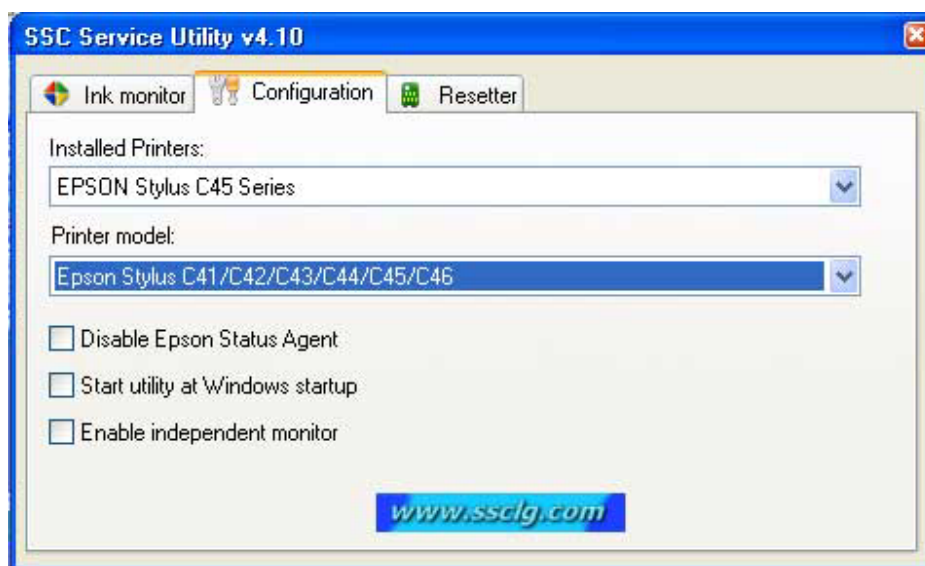 SSC Service Utility v4.10
Ink monitor Configuration Resetter
Installed Printers:
EPSON Stylus C45 Series
Printer model:
Epson Stylus C41/C42/C43/C44/C45/C46
Disable Epson Status Agent
Start utility at Windows startup
Enable independent monitor
www.ssclg.com